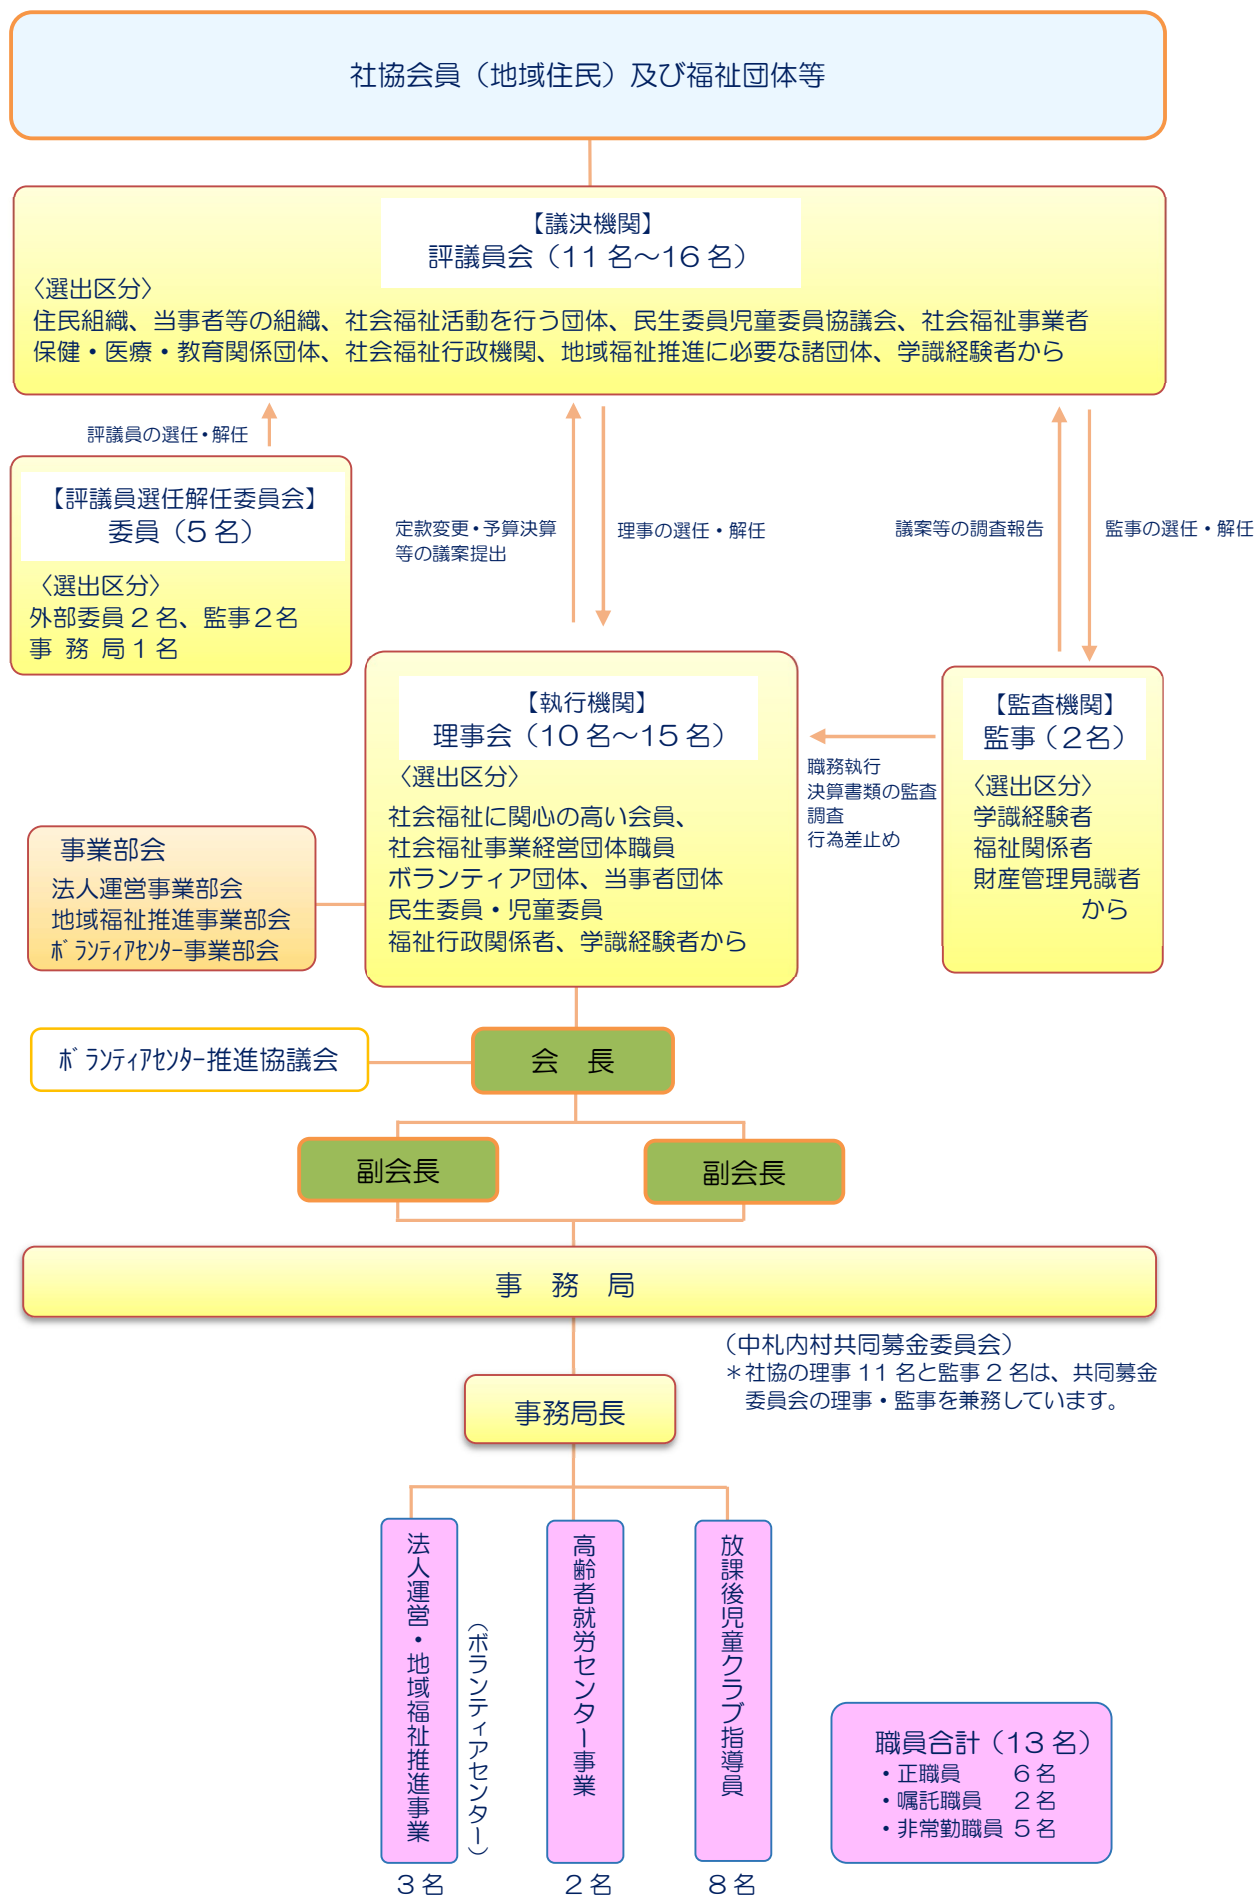 社協会員（地域住民）及び福祉団体等
【議決機関】
評議員会（11名～16名）
〈選出区分〉
住民組織、当事者等の組織、社会福祉活動を行う団体、民生委員児童委員協議会、社会福祉事業者
保健・医療・教育関係団体、社会福祉行政機関、地域福祉推進に必要な諸団体、学識経験者から
評議員の選任・解任
【評議員選任解任委員会】
委員（5名）
〈選出区分〉
外部委員2名、監事2名
事 務 局1名
定款変更・予算決算
等の議案提出
理事の選任・解任
議案等の調査報告
監事の選任・解任
【執行機関】
理事会（10名～15名）
〈選出区分〉
社会福祉に関心の高い会員、
社会福祉事業経営団体職員
ボランティア団体、当事者団体
民生委員・児童委員
福祉行政関係者、学識経験者から
職務執行
決算書類の監査
調査
行為差止め
【監査機関】
監事（2名）
〈選出区分〉
学識経験者
福祉関係者
財産管理見識者
から
事業部会
法人運営事業部会
地域福祉推進事業部会
ﾎﾞﾗﾝﾃｨｱｾﾝﾀｰ事業部会
ﾎﾞﾗﾝﾃｨｱｾﾝﾀｰ推進協議会
会　長
副会長
副会長
事　務　局
（中札内村共同募金委員会）
＊社協の理事11名と監事2名は、共同募金
委員会の理事・監事を兼務しています。
事務局長
法人運営・地域福祉推進事業
（ボランティアセンター）
高齢者就労センター事業
放課後児童クラブ指導員
3名
2名
8名
職員合計（13名）
・正職員　　6名
・嘱託職員　2名
・非常勤職員 5名